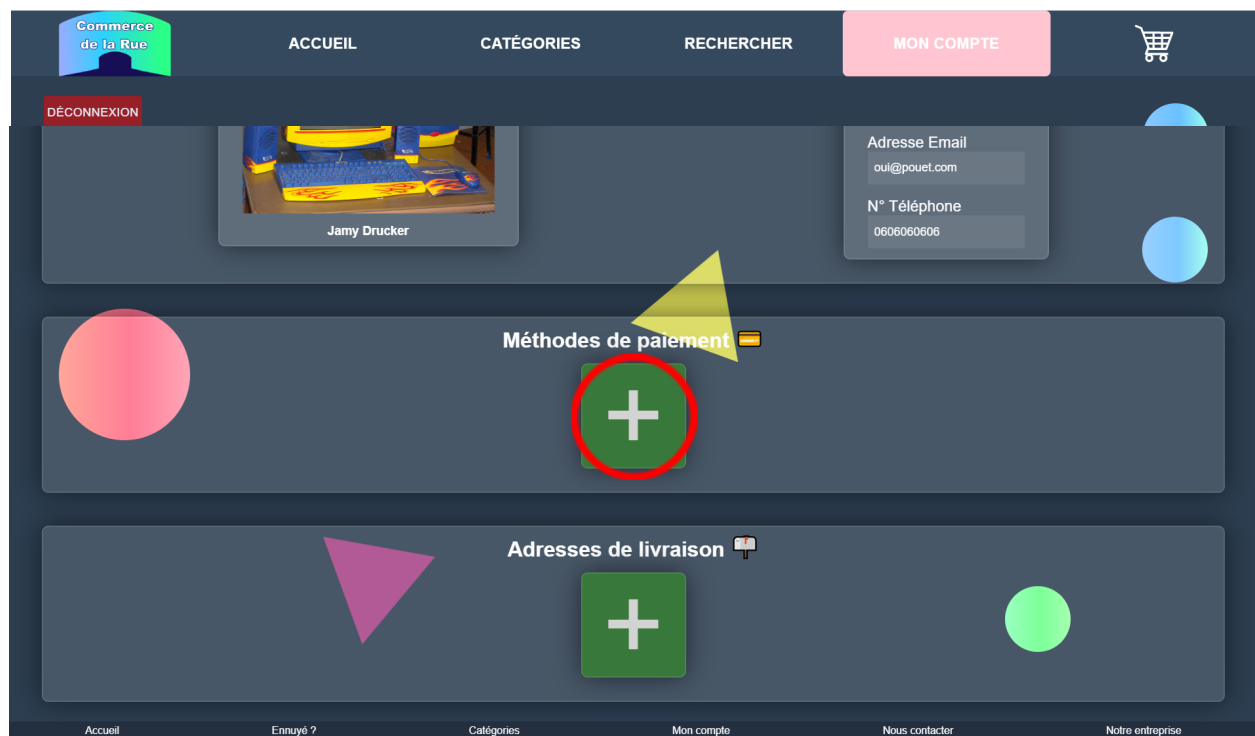 Commerce
de la Rue
ACCUEIL
CATÉGORIES
RECHERCHER
MON COMPTE
DÉCONNEXION
Adresse Email
oui@pouet.com
N° Téléphone
0606060606
Jamy Drucker
Méthodes de paiement
Adresses de livraison
Accueil
Ennuyé ?
Catégories
Mon compte
Nous contacter
Notre entreprise